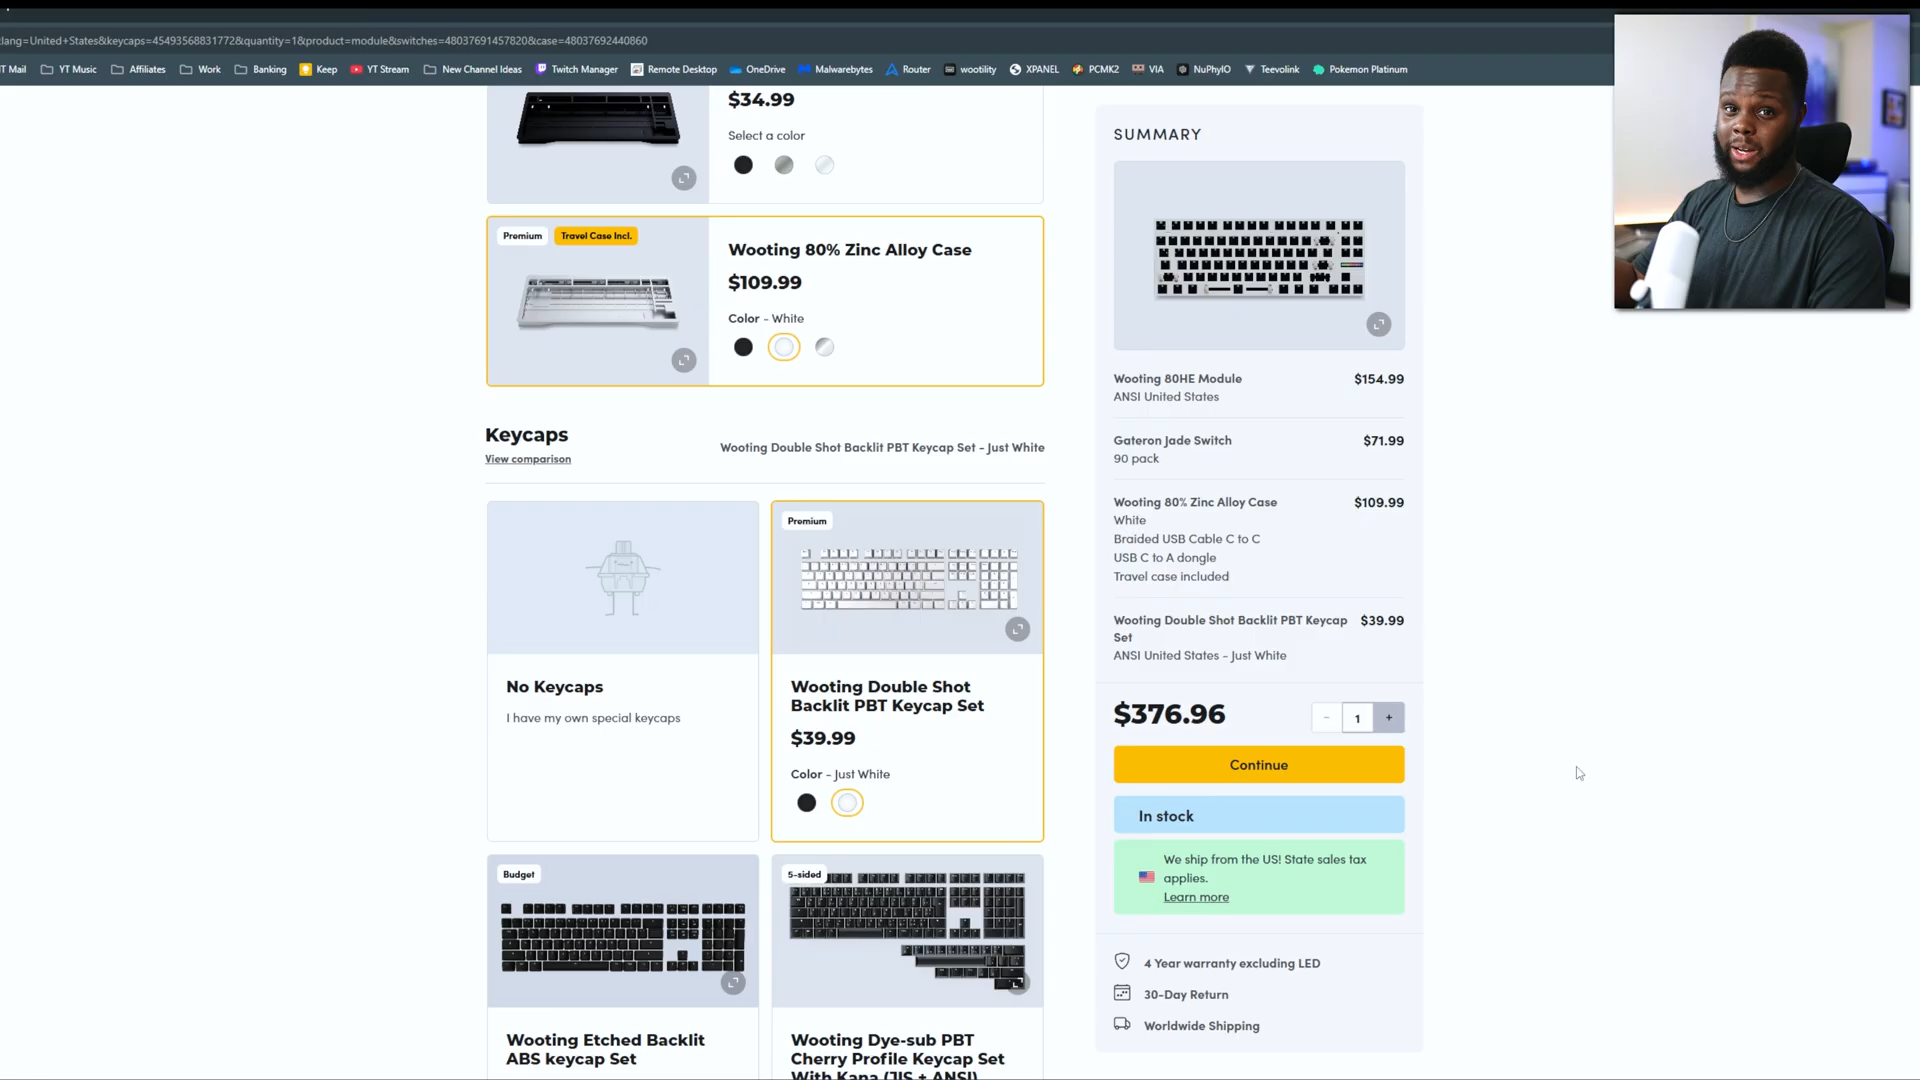 lang=United+States&keycaps=45493568831772&quantity=1&product=module&switches=48037691457820&case=48037692440860
T Mail
YT Music
Affiliates
Work
Banking
Keep
YT Stream
New Channel Ideas
Twitch Manager
Remote Desktop
OneDrive
Malwarebytes
Router
wootility
XPANEL
PCMK2
VIA
NuPhyIO
Teevolink
Pokemon Platinum
$34.99
Select a color
Premium
Travel Case Incl.
Wooting 80% Zinc Alloy Case
$109.99
Color - White
Keycaps
View comparison
Wooting Double Shot Backlit PBT Keycap Set - Just White
No Keycaps
I have my own special keycaps
Premium
Wooting Double Shot
Backlit PBT Keycap Set
$39.99
Color - Just White
Budget
Wooting Etched Backlit
ABS keycap Set
5-sided
Wooting Dye-sub PBT
Cherry Profile Keycap Set
With Kana (JIS + ANSI)
SUMMARY
Wooting 80HE Module
$154.99
ANSI United States
Gateron Jade Switch
$71.99
90 pack
Wooting 80% Zinc Alloy Case
$109.99
White
Braided USB Cable C to C
USB C to A dongle
Travel case included
Wooting Double Shot Backlit PBT Keycap
Set
$39.99
ANSI United States - Just White
$376.96
-
1
+
Continue
In stock
We ship from the US! State sales tax
applies.
Learn more
4 Year warranty excluding LED
30-Day Return
Worldwide Shipping